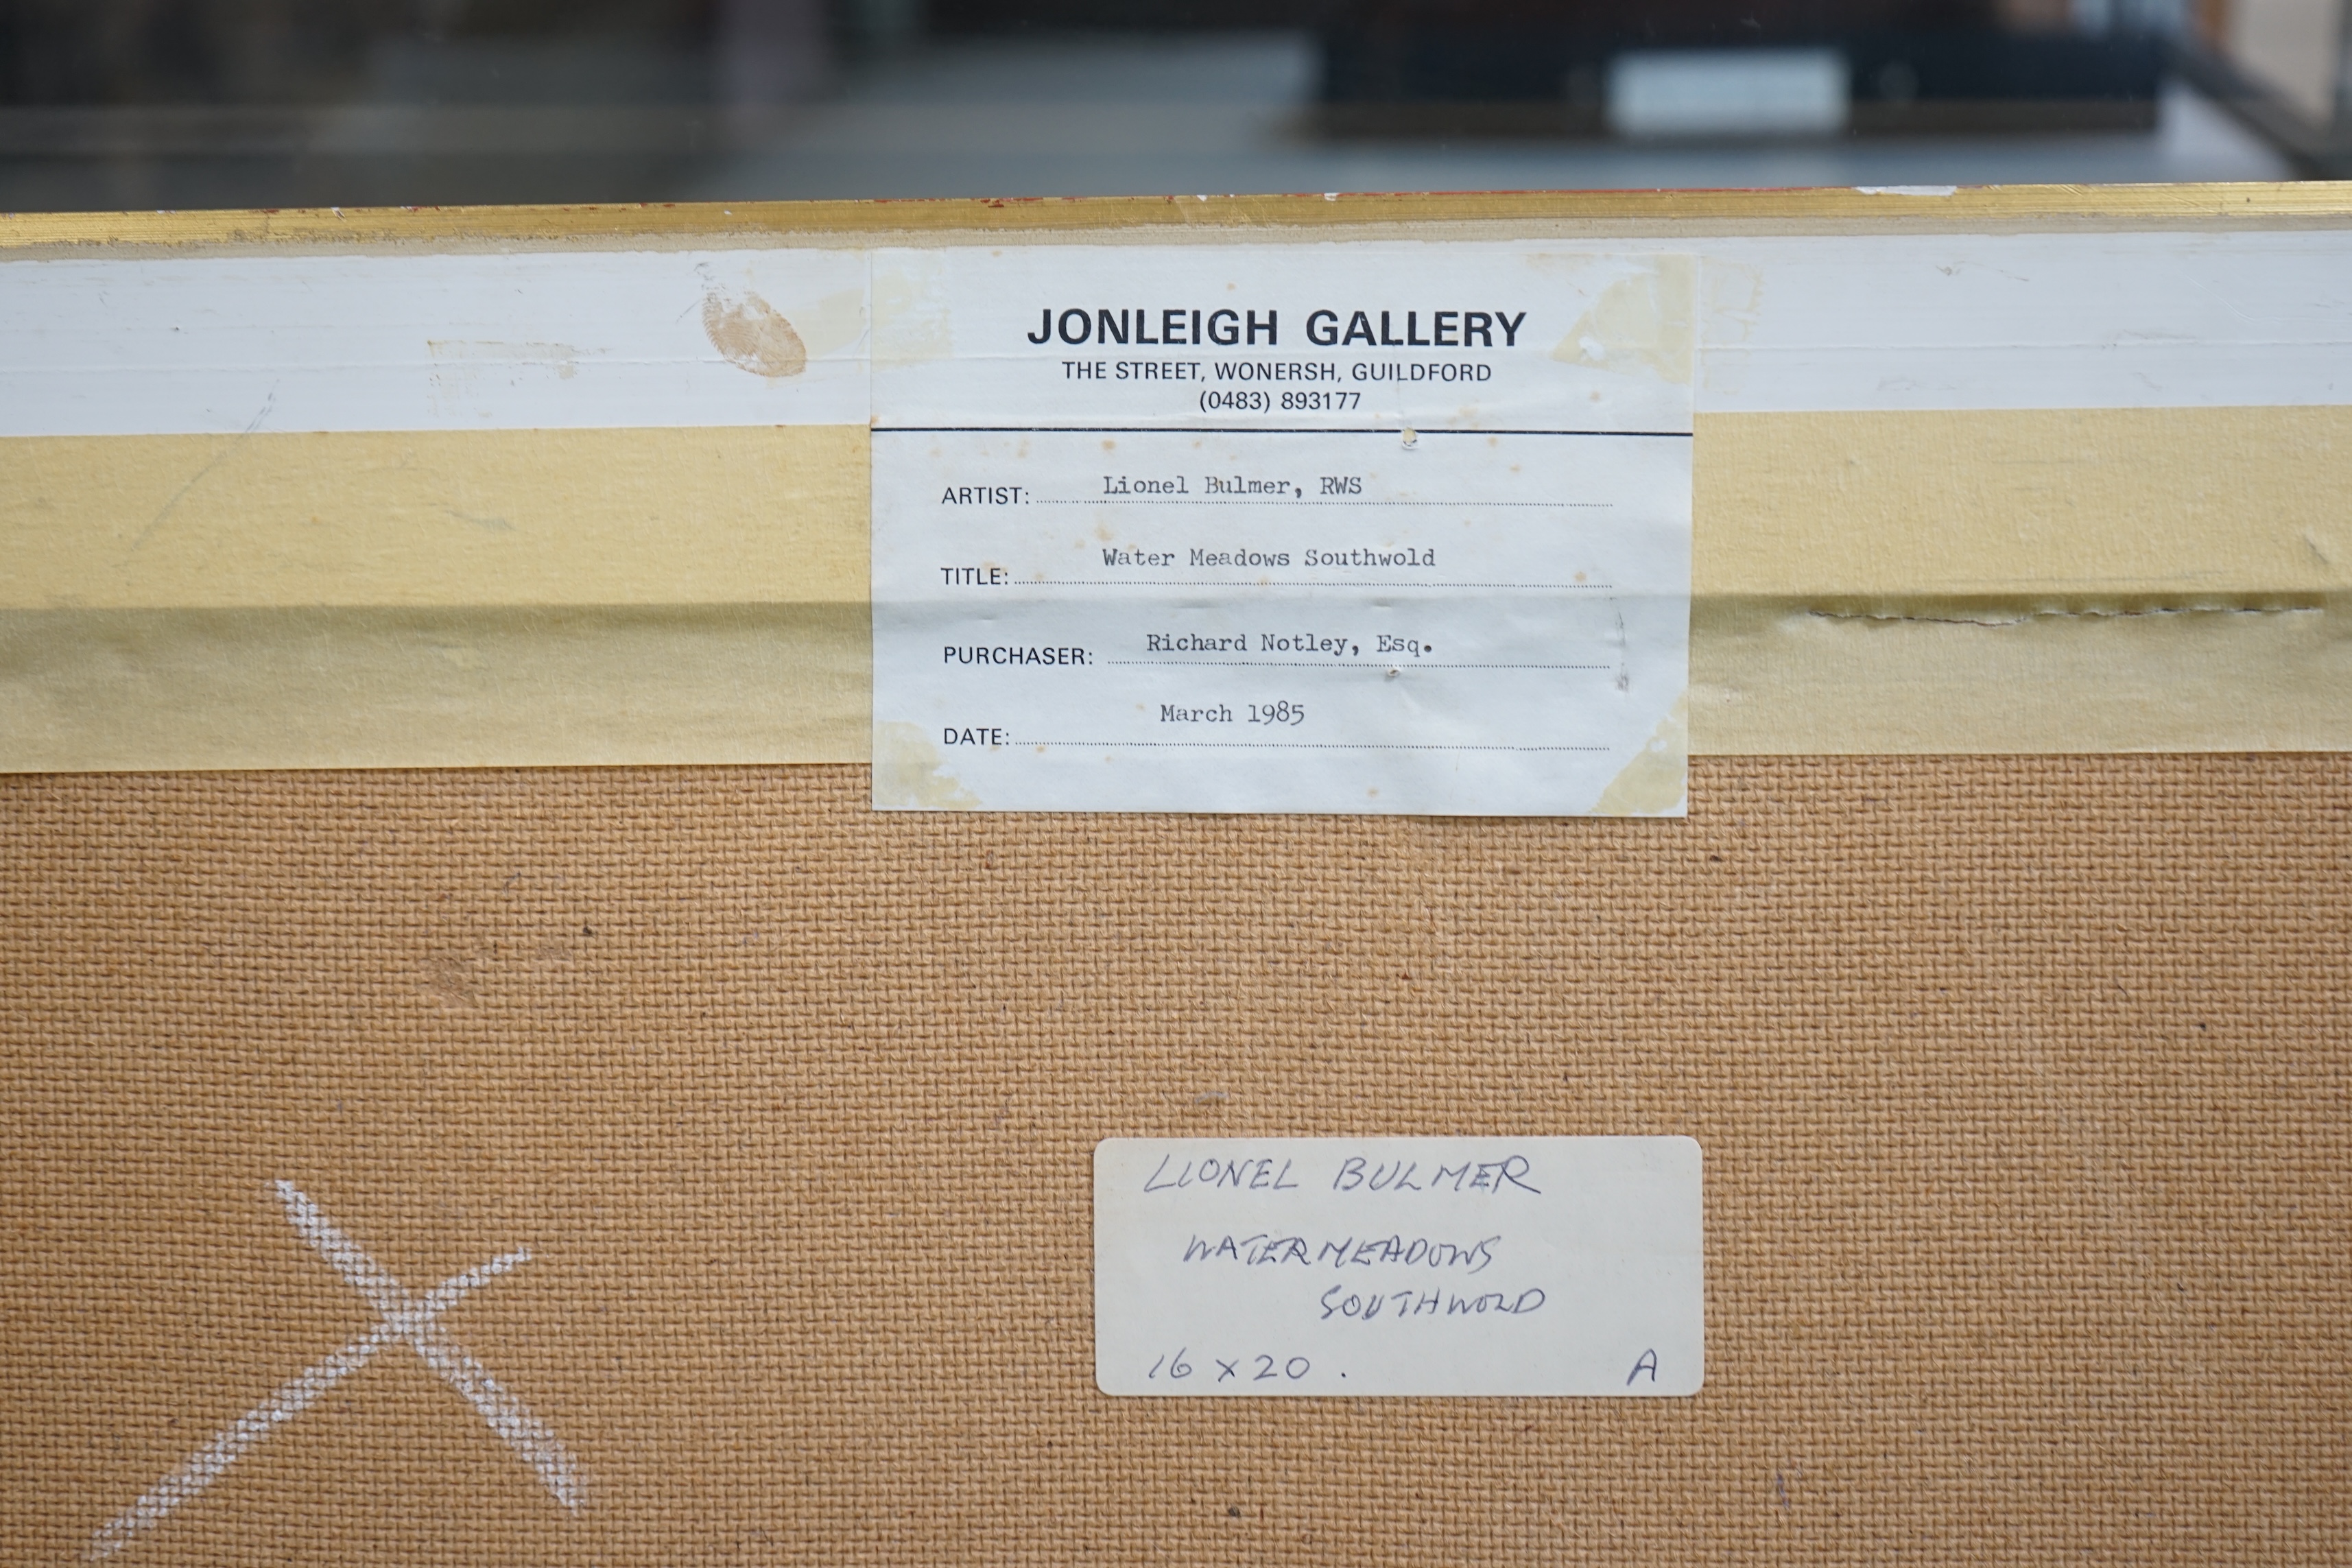 JONLEIGH GALLERY
THE STREET, WONERSH, GUILDFORD
(0483) 893177
ARTIST: Lionel Bulmer, RWS
TITLE: Water Meadows Southwold
PURCHASER: Richard Notley, Esq.
DATE: March 1985
LIONEL BULMER
WATERMEADOWS
SOUTHWOLD
16 x 20 . A